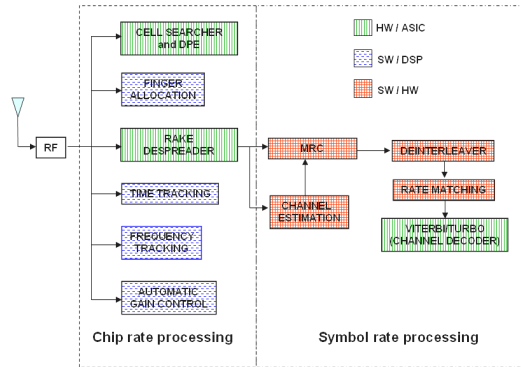 CELL SEARCHER
and DPE
FINGER
ALLOCATION
RF
RAKE
DESPREADER
TIME TRACKING
FREQUENCY
TRACKING
AUTOMATIC
GAIN CONTROL
Chip rate processing
HW / ASIC
SW / DSP
SW / HW
MRC
CHANNEL
ESTIMATION
DEINTERLEAVER
RATE MATCHING
VITERBI/TURBO
(CHANNEL DECODER)
Symbol rate processing